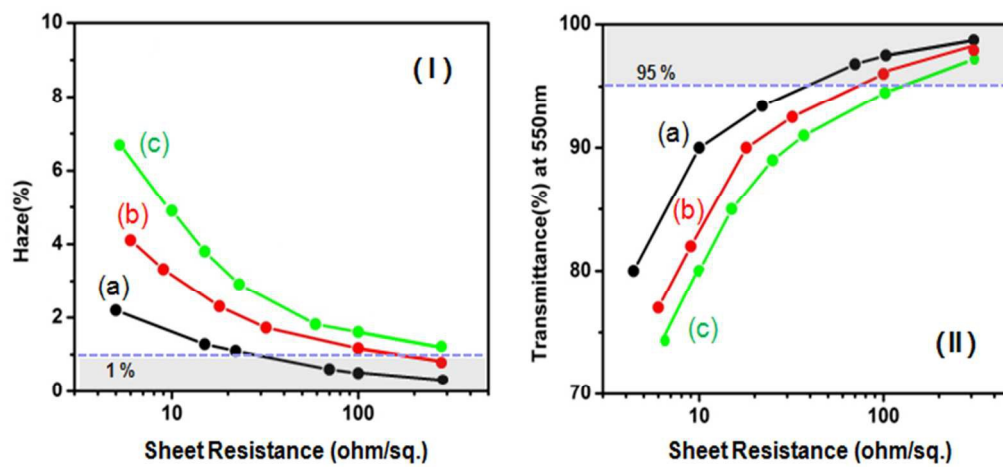 10
8
6
4
2
0
Haze(%)
( I )
(c)
(b)
(a)
1 %
10
100
Sheet Resistance (ohm/sq.)
100
90
80
70
Transmittance(%) at 550nm
95 %
(a)
(b)
(c)
( II )
10
100
Sheet Resistance (ohm/sq.)